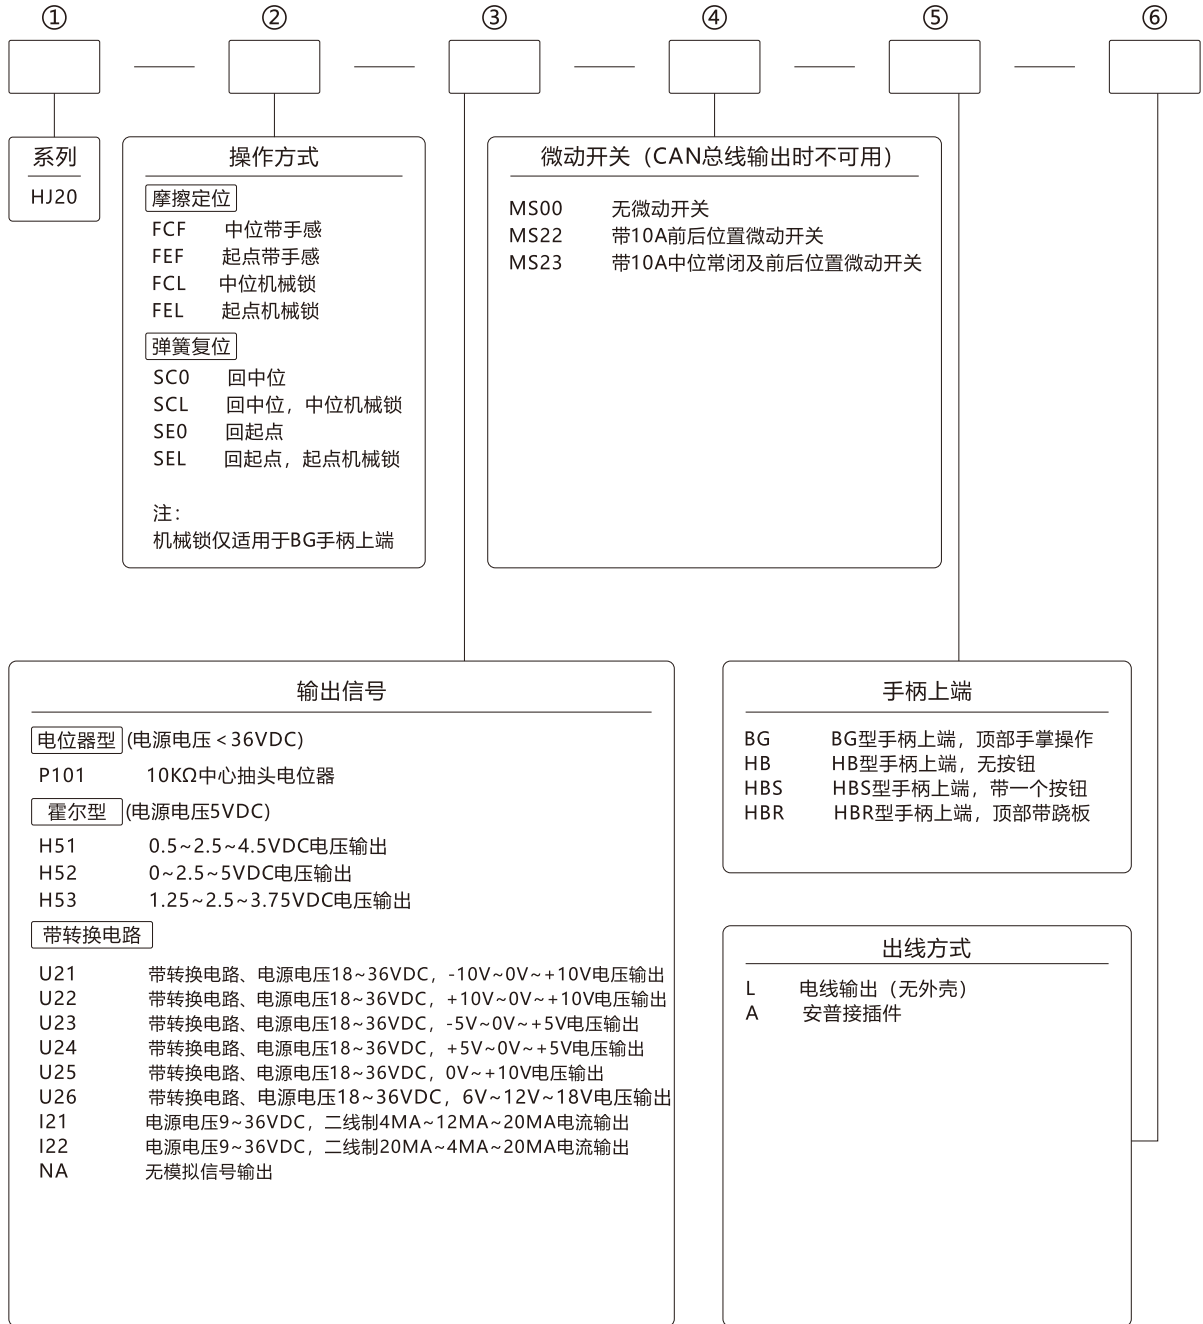 ① ② ③ ④ ⑤ ⑥
系列
HJ20
操作方式
摩擦定位
FCF 中位带手感
FEF 起点带手感
FCL 中位机械锁
FEL 起点机械锁
弹簧复位
SC0 回中位
SCL 回中位，中位机械锁
SE0 回起点
SEL 回起点，起点机械锁
注：
机械锁仅适用于BG手柄上端
微动开关（CAN总线输出时不可用）
MS00 无微动开关
MS22 带10A前后位置微动开关
MS23 带10A中位常闭及前后位置微动开关
输出信号
电位器型 (电源电压＜36VDC)
P101 10KΩ中心抽头电位器
霍尔型 (电源电压5VDC)
H51 0.5~2.5~4.5VDC电压输出
H52 0~2.5~5VDC电压输出
H53 1.25~2.5~3.75VDC电压输出
带转换电路
U21 带转换电路、电源电压18~36VDC，-10V~0V~+10V电压输出
U22 带转换电路、电源电压18~36VDC，+10V~0V~+10V电压输出
U23 带转换电路、电源电压18~36VDC，-5V~0V~+5V电压输出
U24 带转换电路、电源电压18~36VDC，+5V~0V~+5V电压输出
U25 带转换电路、电源电压18~36VDC，0V~+10V电压输出
U26 带转换电路、电源电压18~36VDC，6V~12V~18V电压输出
I21 电源电压9~36VDC，二线制4MA~12MA~20MA电流输出
I22 电源电压9~36VDC，二线制20MA~4MA~20MA电流输出
NA 无模拟信号输出
手柄上端
BG BG型手柄上端，顶部手掌操作
HB HB型手柄上端，无按钮
HBS HBS型手柄上端，带一个按钮
HBR HBR型手柄上端，顶部带跷板
出线方式
L 电线输出（无外壳）
A 安普接插件